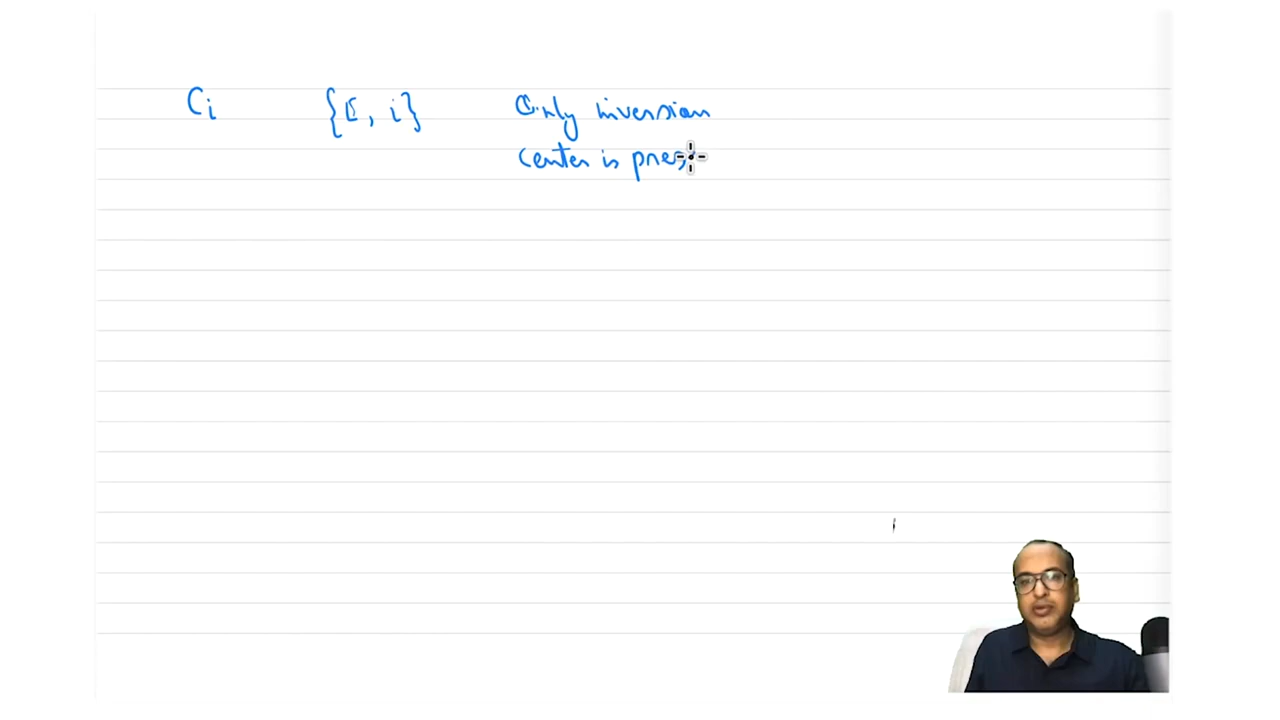 Ci {E, i} Only inversion
center is pres